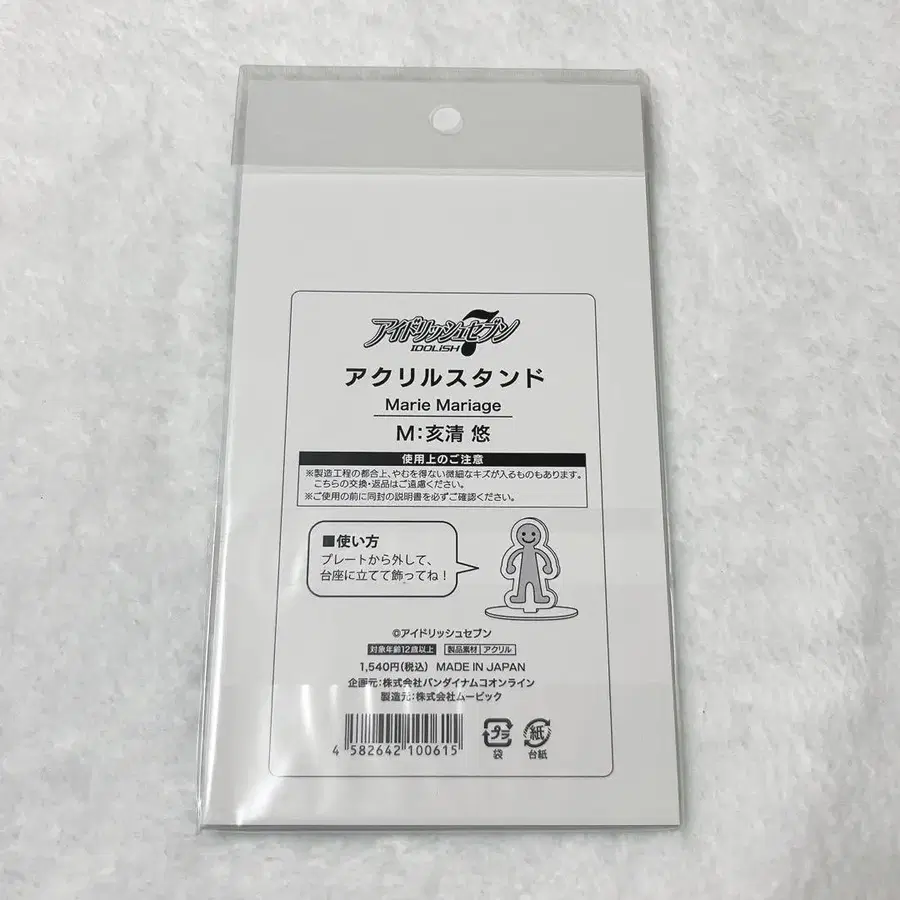 アイドリッシュセブン
7
IDOLiSH
アクリルスタンド
Marie Mariage
M:亥清 悠
使用上のご注意
※製造工程の都合上、やむを得ない微細なキズが入るものもあります。
こちらの交換・返品はご遠慮ください。
※ご使用の前に同封の説明書を必ずご確認ください。
■使い方
プレートから外して、
台座に立てて飾ってね!
©アイドリッシュセブン
対象年齢12歳以上 製品素材 アクリル
1,540円(税込) MADE IN JAPAN
企画元:株式会社バンダイナムコオンライン
製造元:株式会社ムービック
4 582642 100615
プラ 紙
袋 台紙